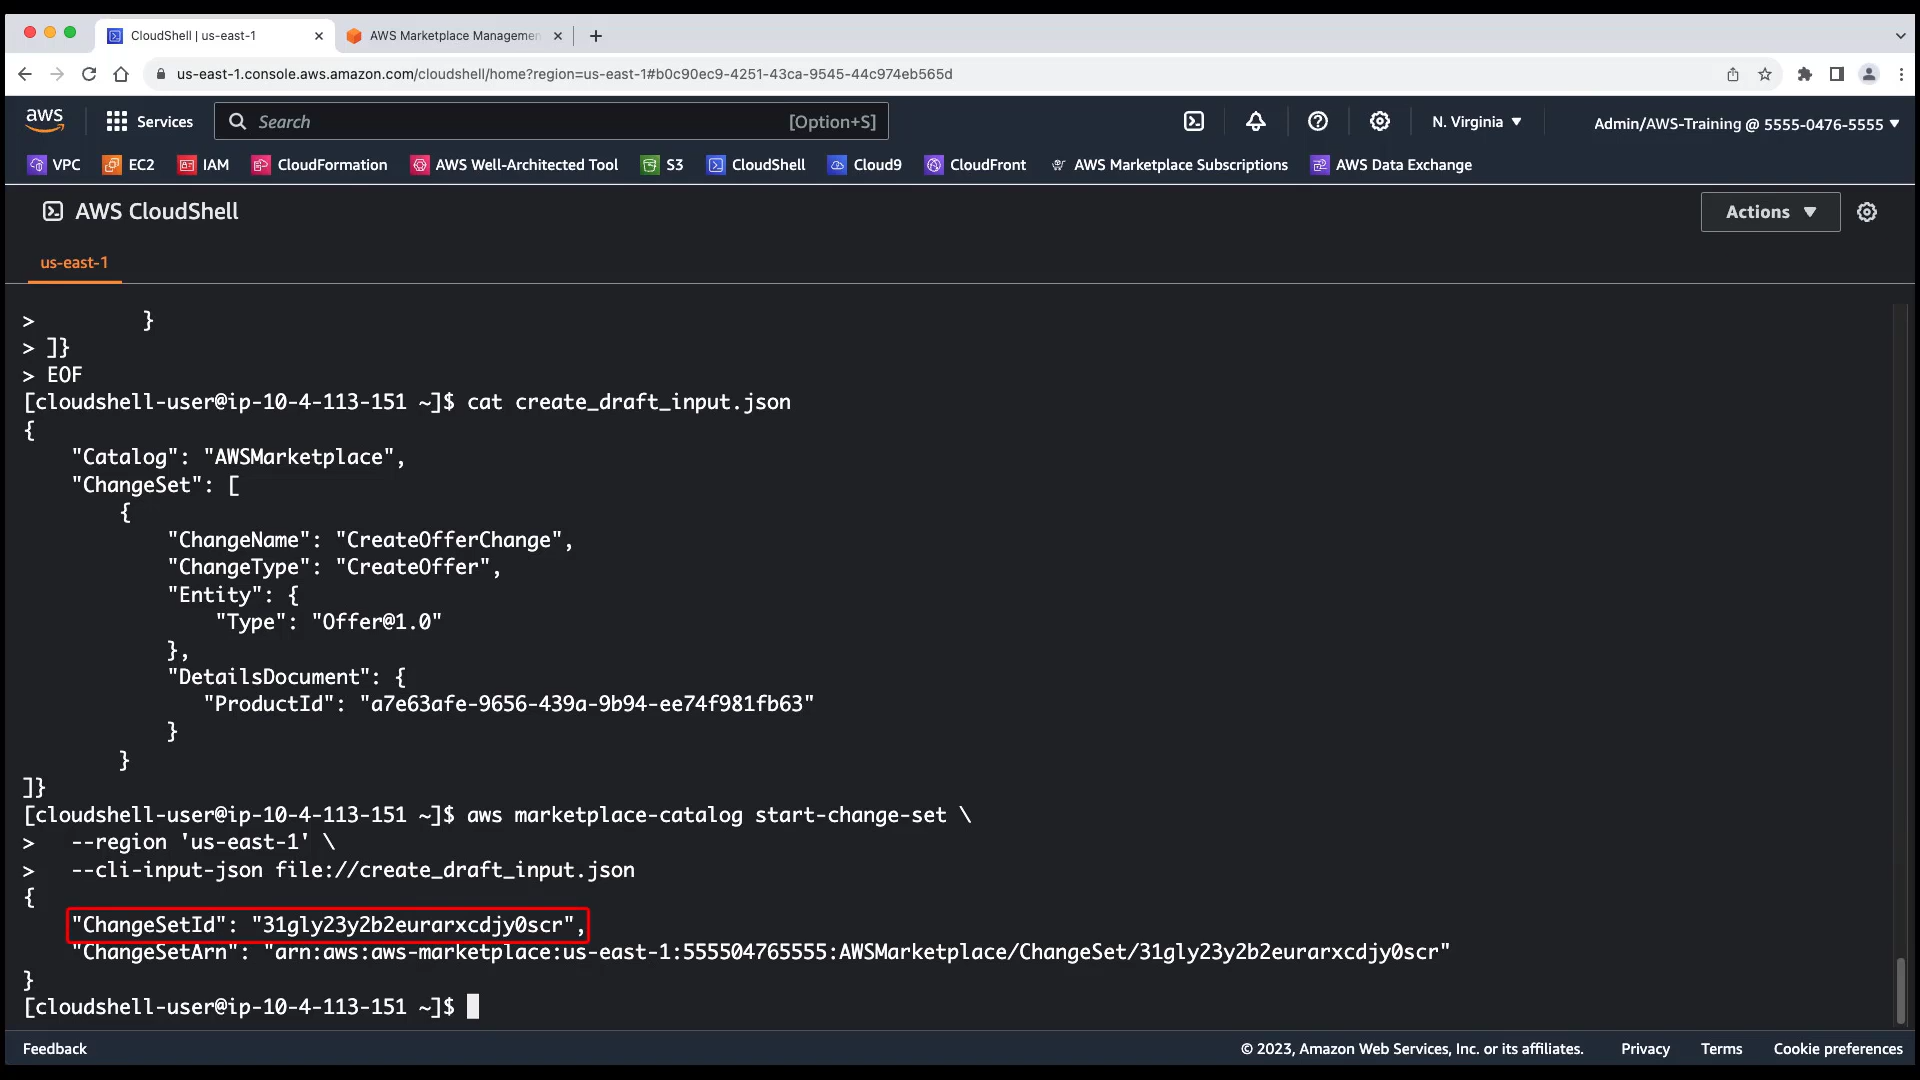 CloudShell | us-east-1
AWS Marketplace Managemen
us-east-1.console.aws.amazon.com/cloudshell/home?region=us-east-1#b0c90ec9-4251-43ca-9545-44c974eb565d
aws
Services
Search
[Option+S]
N. Virginia
Admin/AWS-Training @ 5555-0476-5555
VPC
EC2
IAM
CloudFormation
AWS Well-Architected Tool
S3
CloudShell
Cloud9
CloudFront
AWS Marketplace Subscriptions
AWS Data Exchange
AWS CloudShell
Actions
us-east-1
>         }
> ]}
> EOF
[cloudshell-user@ip-10-4-113-151 ~]$ cat create_draft_input.json
{
    "Catalog": "AWSMarketplace",
    "ChangeSet": [
        {
            "ChangeName": "CreateOfferChange",
            "ChangeType": "CreateOffer",
            "Entity": {
                "Type": "Offer@1.0"
            },
            "DetailsDocument": {
               "ProductId": "a7e63afe-9656-439a-9b94-ee74f981fb63"
            }
        }
]}
[cloudshell-user@ip-10-4-113-151 ~]$ aws marketplace-catalog start-change-set \
>   --region 'us-east-1' \
>   --cli-input-json file://create_draft_input.json
{
    "ChangeSetId": "31gly23y2b2eurarxcdjy0scr",
    "ChangeSetArn": "arn:aws:aws-marketplace:us-east-1:555504765555:AWSMarketplace/ChangeSet/31gly23y2b2eurarxcdjy0scr"
}
[cloudshell-user@ip-10-4-113-151 ~]$
Feedback
© 2023, Amazon Web Services, Inc. or its affiliates.
Privacy
Terms
Cookie preferences